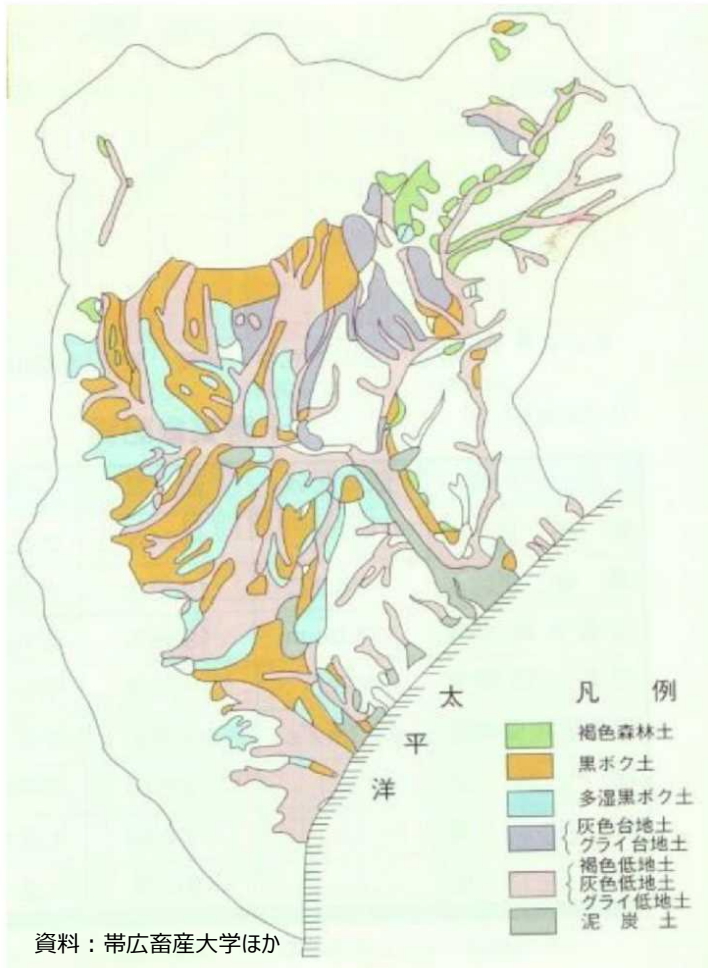 太
平
洋
凡 例
褐色森林土
黒ボク土
多湿黒ボク土
灰色台地土
グライ台地土
褐色低地土
灰色低地土
グライ低地土
泥 炭 土
資料：帯広畜産大学ほか